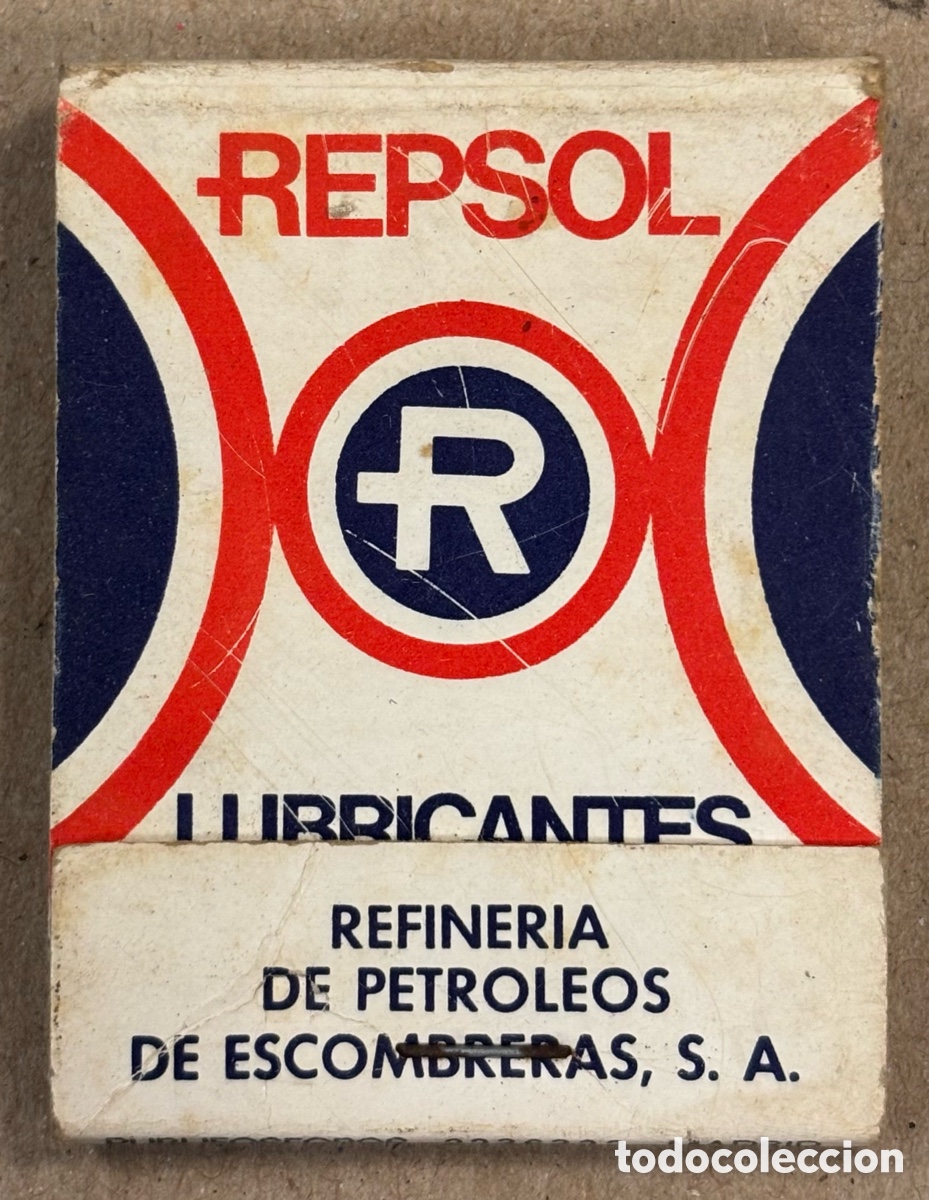 REPSOL
R
LUBRICANTES
REFINERIA
DE PETROLEOS
DE ESCOMBRERAS, S. A.
todocoleccion